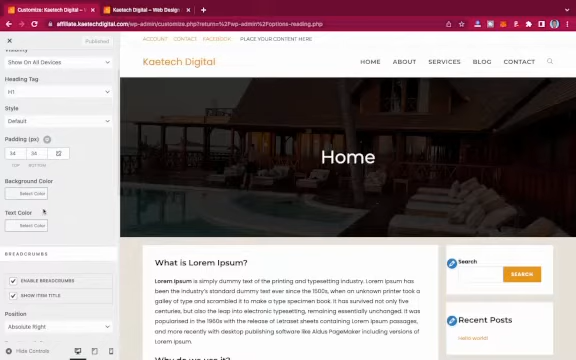 Customize: Kaetech Digital –
Kaetech Digital – Web Design
affiliate.kaetechdigital.com/wp-admin/customize.php?return=%2Fwp-admin%2Foptions-reading.php
Published
Visibility
Show On All Devices
Heading Tag
H1
Style
Default
Padding (px)
34 34
TOP BOTTOM
Background Color
Select Color
Text Color
Select Color
BREADCRUMBS
ENABLE BREADCRUMBS
SHOW ITEM TITLE
Position
Absolute Right
Hide Controls
ACCOUNT CONTACT FACEBOOK PLACE YOUR CONTENT HERE
Kaetech Digital
HOME ABOUT SERVICES BLOG CONTACT
Home
What is Lorem Ipsum?
Lorem Ipsum is simply dummy text of the printing and typesetting industry. Lorem Ipsum has
been the industry's standard dummy text ever since the 1500s, when an unknown printer took a
galley of type and scrambled it to make a type specimen book. It has survived not only five
centuries, but also the leap into electronic typesetting, remaining essentially unchanged. It was
popularised in the 1960s with the release of Letraset sheets containing Lorem Ipsum passages,
and more recently with desktop publishing software like Aldus PageMaker including versions of
Lorem Ipsum.
Why do we use it?
Search
SEARCH
Recent Posts
Hello world!